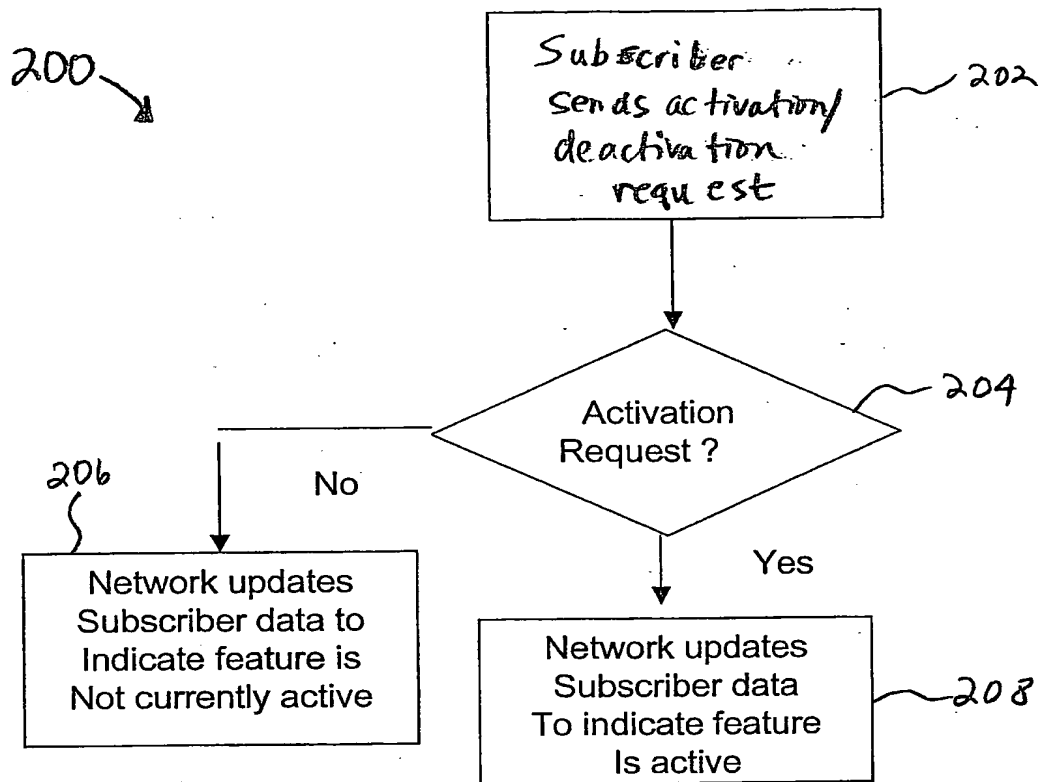 200
Subscriber
sends activation/
deactivation
request
202
Activation
Request ?
204
No
Yes
206
Network updates
Subscriber data to
Indicate feature is
Not currently active
Network updates
Subscriber data
To indicate feature
Is active
208